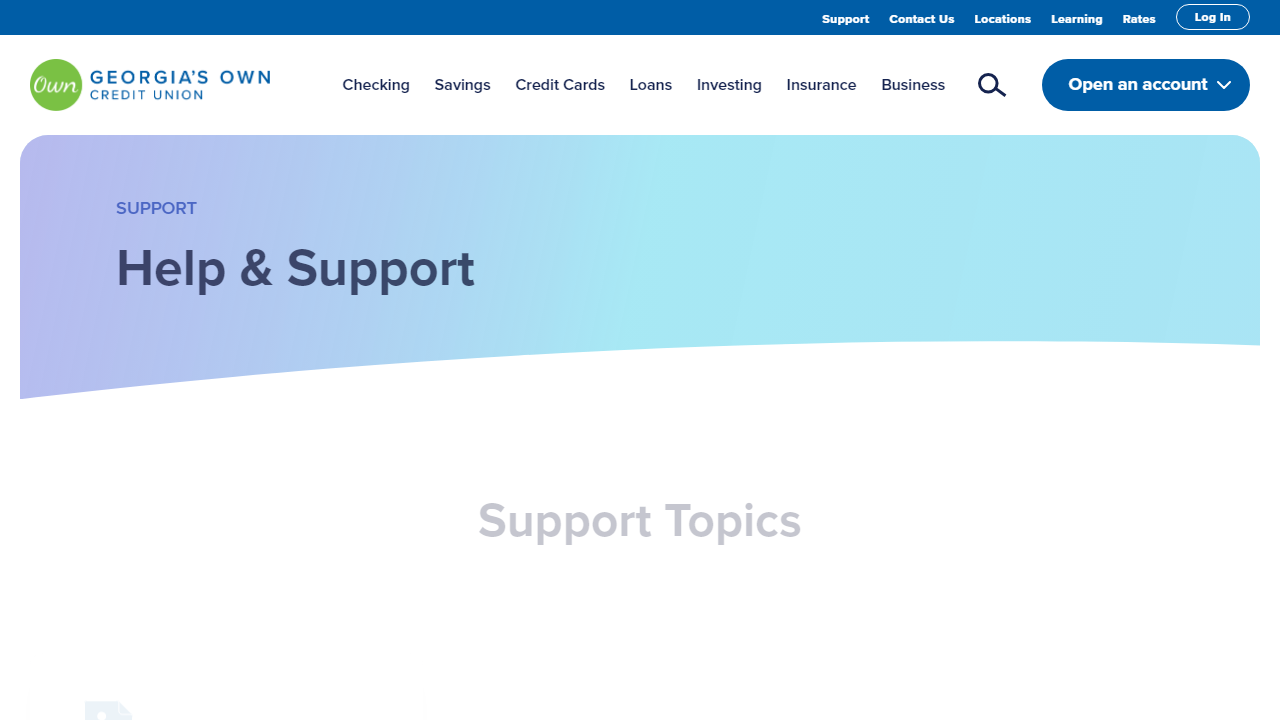 Support Contact Us Locations Learning Rates Log In
Own GEORGIA'S OWN
CREDIT UNION
Checking Savings Credit Cards Loans Investing Insurance Business Open an account
SUPPORT
Help & Support
Support Topics